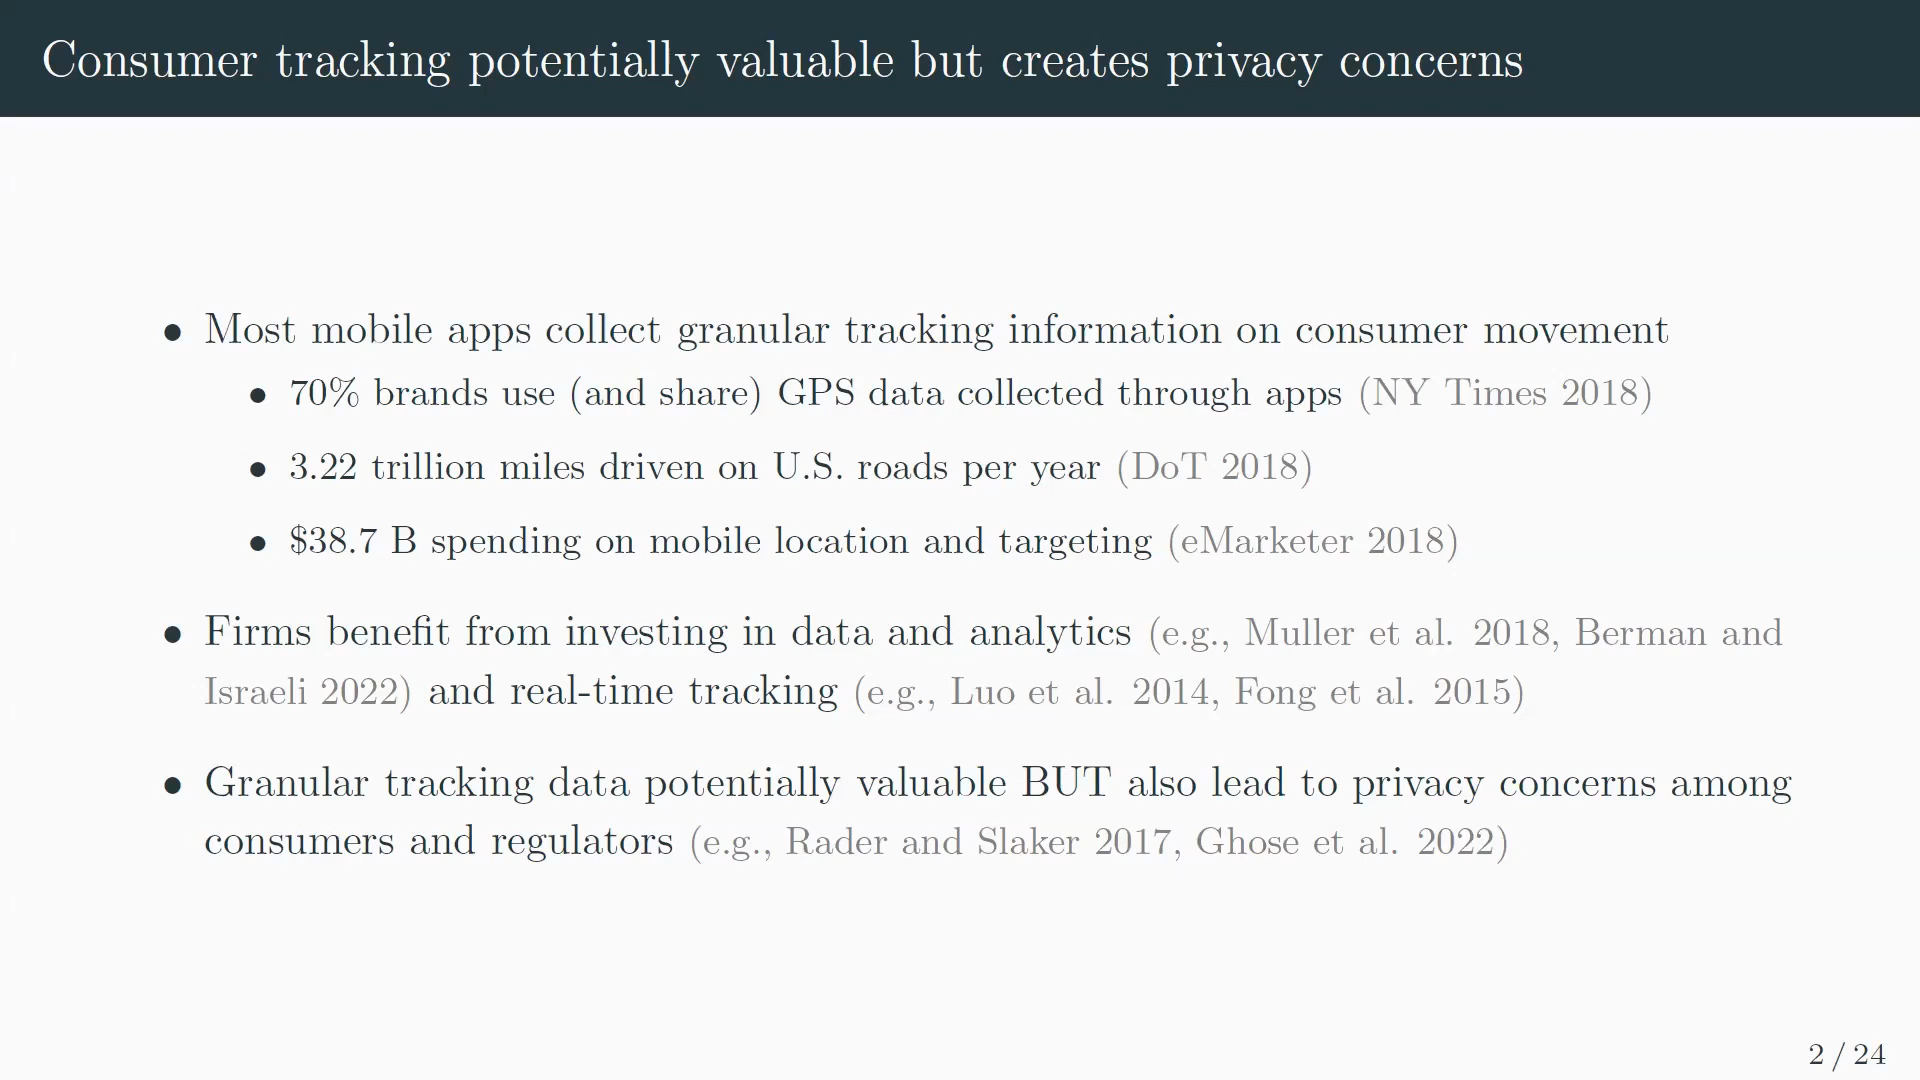 Consumer tracking potentially valuable but creates privacy concerns
• Most mobile apps collect granular tracking information on consumer movement
• 70% brands use (and share) GPS data collected through apps (NY Times 2018)
• 3.22 trillion miles driven on U.S. roads per year (DoT 2018)
• $38.7 B spending on mobile location and targeting (eMarketer 2018)
• Firms benefit from investing in data and analytics (e.g., Muller et al. 2018, Berman and
Israeli 2022) and real-time tracking (e.g., Luo et al. 2014, Fong et al. 2015)
• Granular tracking data potentially valuable BUT also lead to privacy concerns among
consumers and regulators (e.g., Rader and Slaker 2017, Ghose et al. 2022)
2 / 24